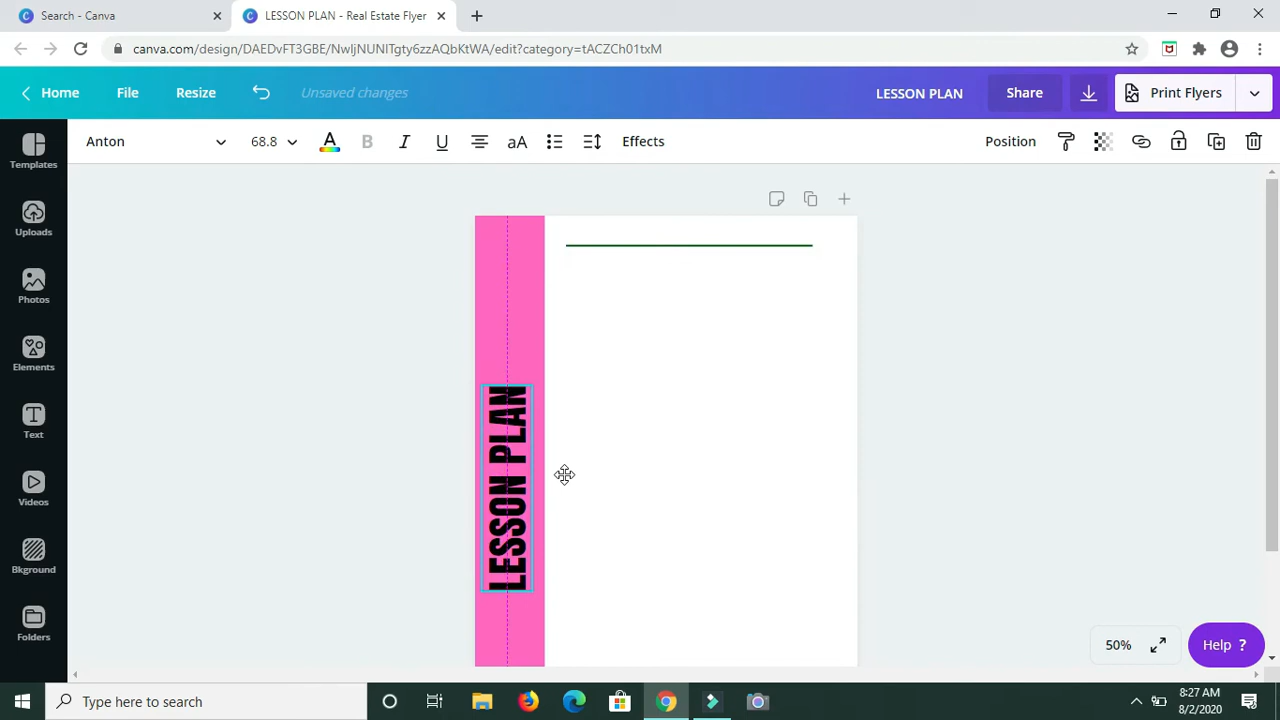 Search - Canva
LESSON PLAN - Real Estate Flyer
canva.com/design/DAEDvFT3GBE/NwIjNUNITgty6zzAQbKtWA/edit?category=tACZCh01txM
Home
File
Resize
Unsaved changes
LESSON PLAN
Share
Print Flyers
Anton
68.8
A
B
I
U
aA
Effects
Position
Templates
Uploads
Photos
Elements
Text
Videos
Bkground
Folders
LESSON PLAN
50%
Help ?
Type here to search
8:27 AM
8/2/2020